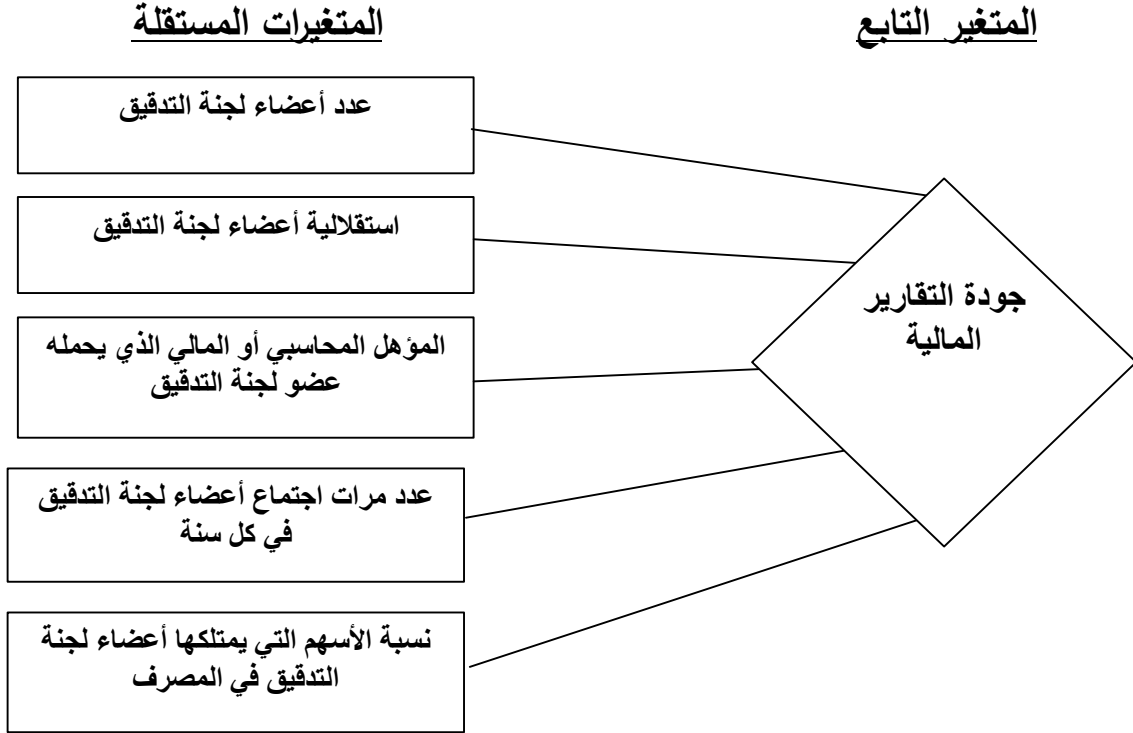 المتغيرات المستقلة
المتغير التابع
عدد أعضاء لجنة التدقيق
استقلالية أعضاء لجنة التدقيق
المؤهل المحاسبي أو المالي الذي يحمله
عضو لجنة التدقيق
عدد مرات اجتماع أعضاء لجنة التدقيق
في كل سنة
نسبة الأسهم التي يمتلكها أعضاء لجنة
التدقيق في المصرف
جودة التقارير
المالية